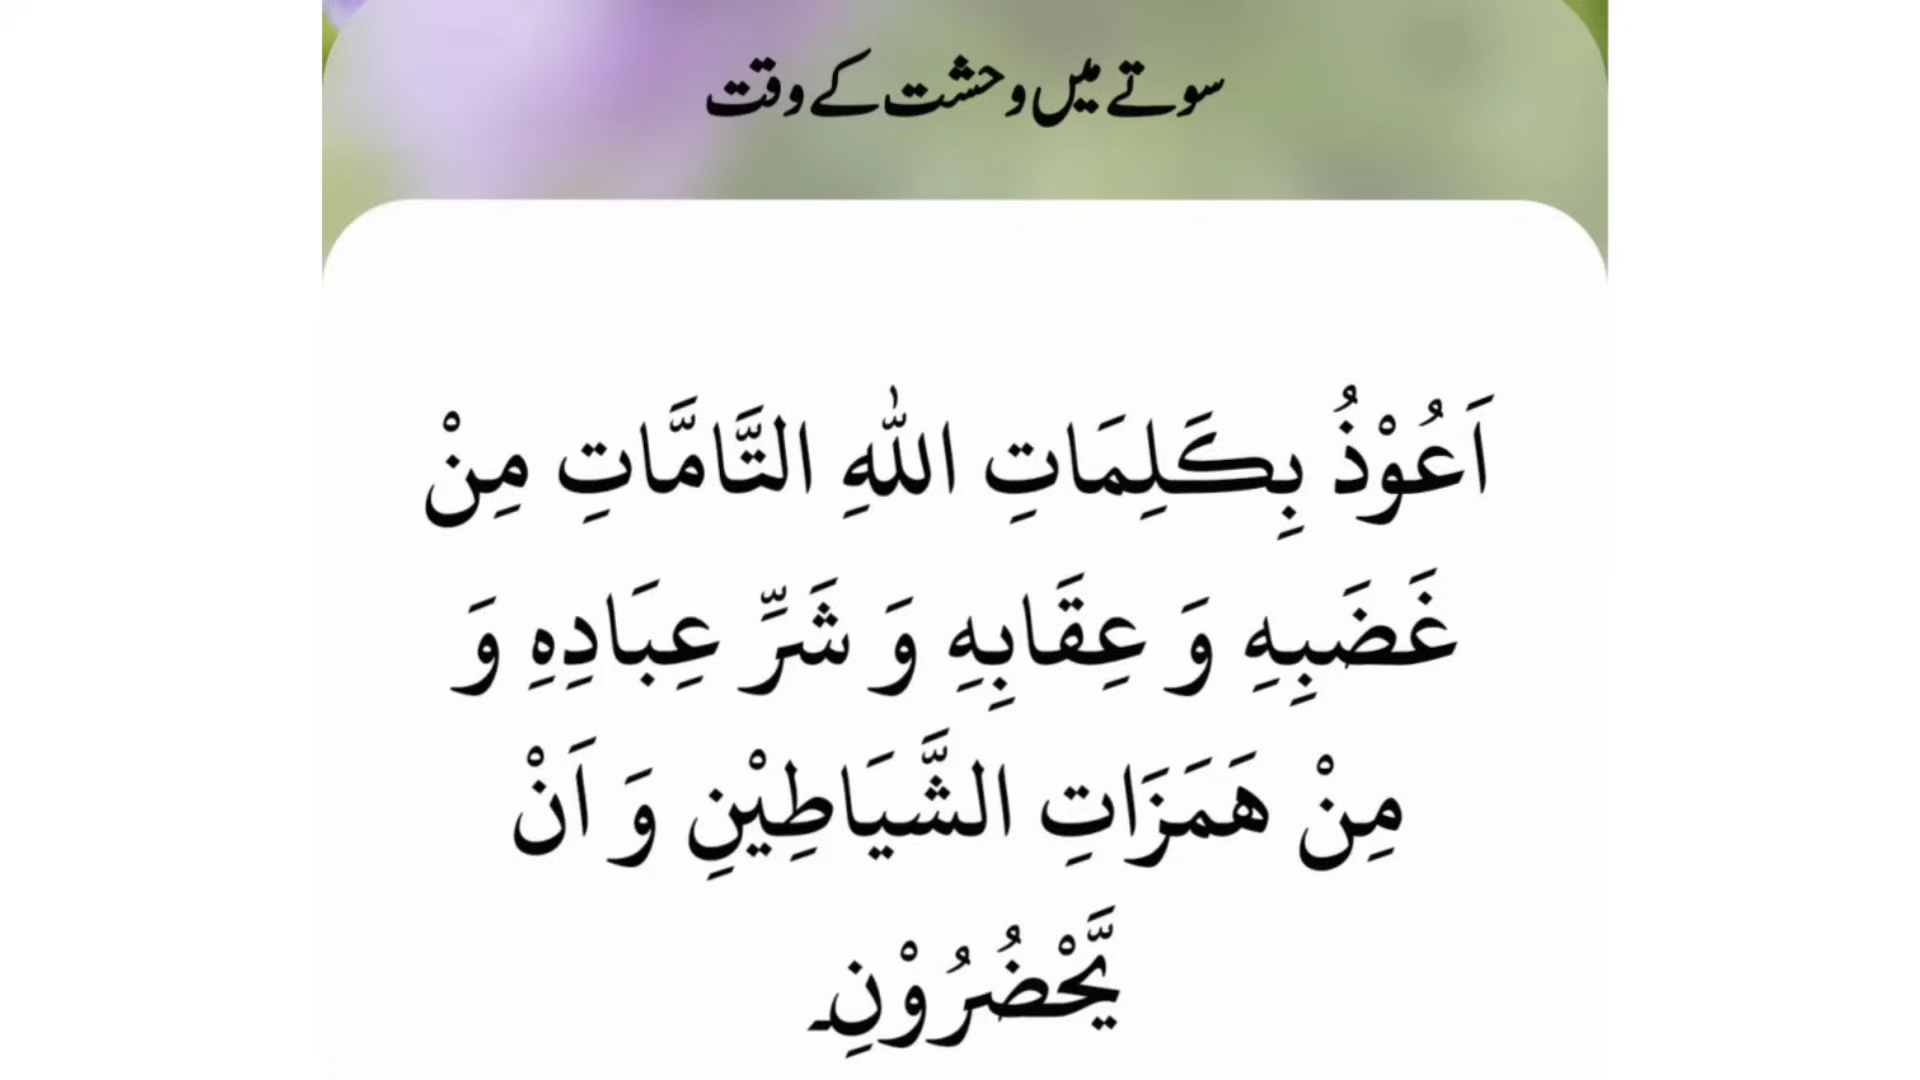 سوتے میں وحشت کے وقت
اَعُوْذُ بِكَلِمَاتِ اللّٰهِ التَّامَّاتِ مِنْ
غَضَبِهِ وَ عِقَابِهِ وَ شَرِّ عِبَادِهِ وَ
مِنْ هَمَزَاتِ الشَّيَاطِيْنِ وَ اَنْ
يَّحْضُرُوْنِ۔